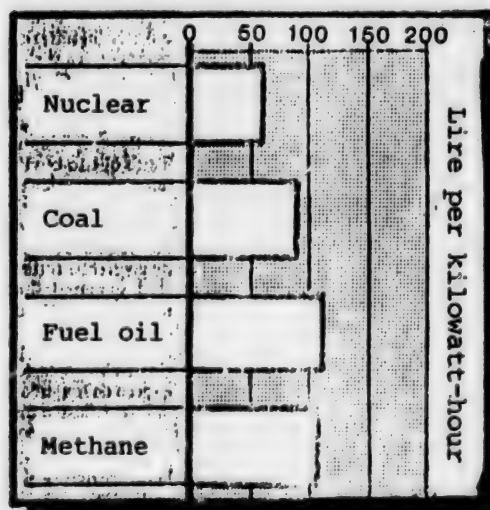 0 50 100 150 200
Nuclear
Coal
Fuel oil
Methane
Lire per kilowatt-hour